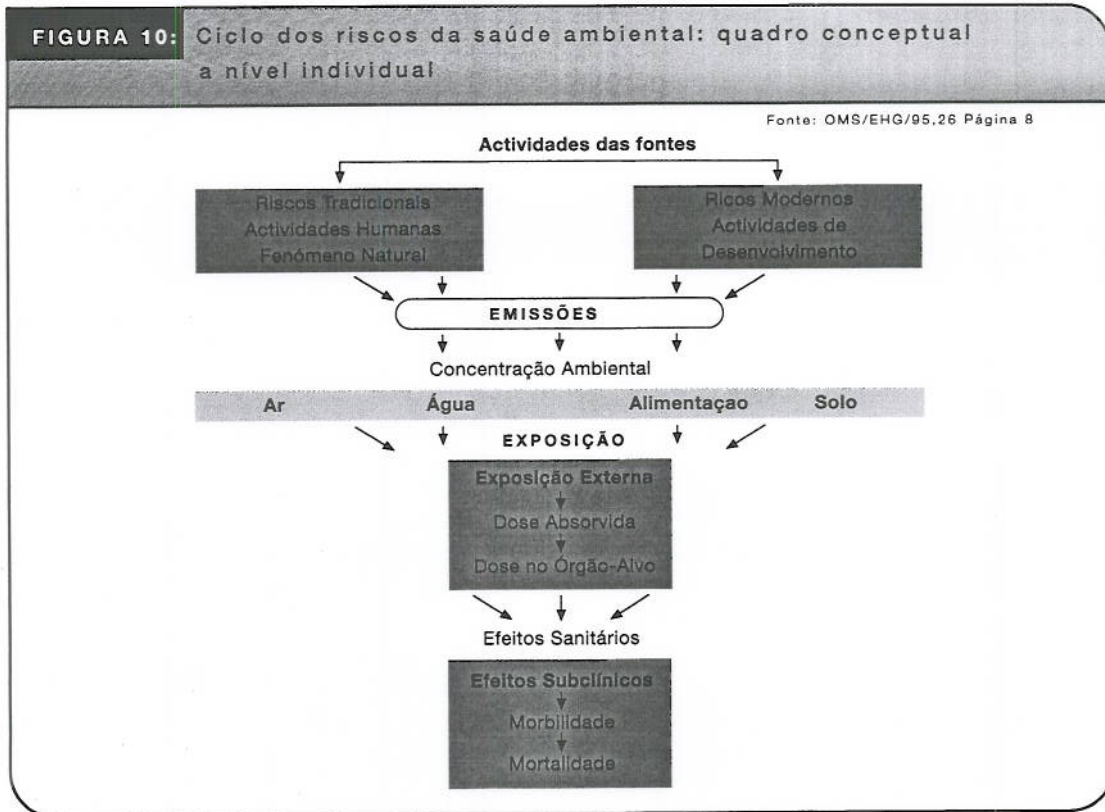 FIGURA 10:
Ciclo dos riscos da saúde ambiental: quadro conceptual
a nível individual
Fonte: OMS/EHG/95,26 Página 8
Actividades das fontes
Riscos Tradicionais
Actividades Humanas
Fenómeno Natural
Ricos Modernos
Actividades de
Desenvolvimento
EMISSÕES
Concentração Ambiental
Ar
Água
Alimentaçao
Solo
EXPOSIÇÃO
Exposição Externa
Dose Absorvida
Dose no Órgão-Alvo
Efeitos Sanitários
Efeitos Subclínicos
Morbilidade
Mortalidade